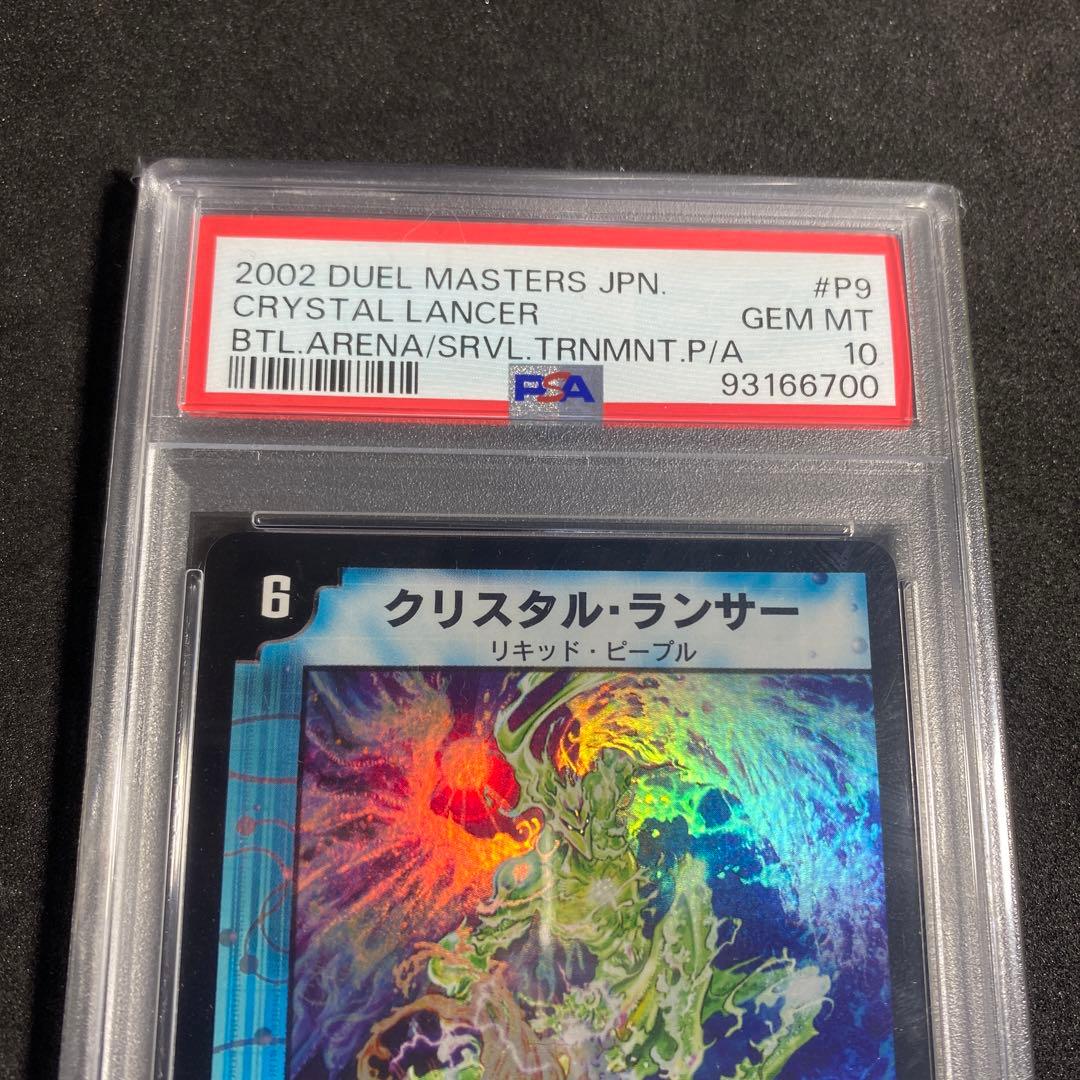 2002 DUEL MASTERS JPN. #P9
CRYSTAL LANCER GEM MT
BTL.ARENA/SRVL.TRNMNT.P/A 10
PSA 93166700
6 クリスタル・ランサー
リキッド・ピープル